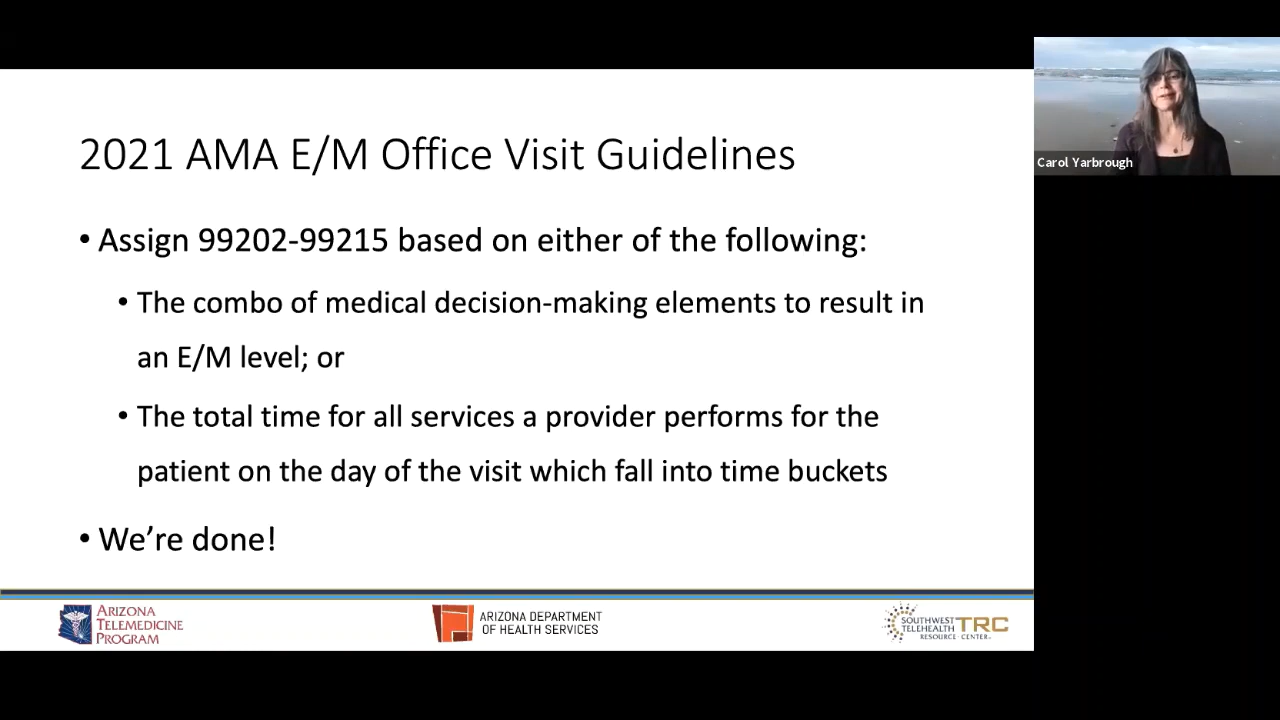 2021 AMA E/M Office Visit Guidelines
• Assign 99202-99215 based on either of the following:
• The combo of medical decision-making elements to result in
an E/M level; or
• The total time for all services a provider performs for the
patient on the day of the visit which fall into time buckets
• We’re done!
Carol Yarbrough
ARIZONA
TELEMEDICINE
PROGRAM
ARIZONA DEPARTMENT
OF HEALTH SERVICES
SOUTHWEST
TELEHEALTH
RESOURCE CENTER
TRC